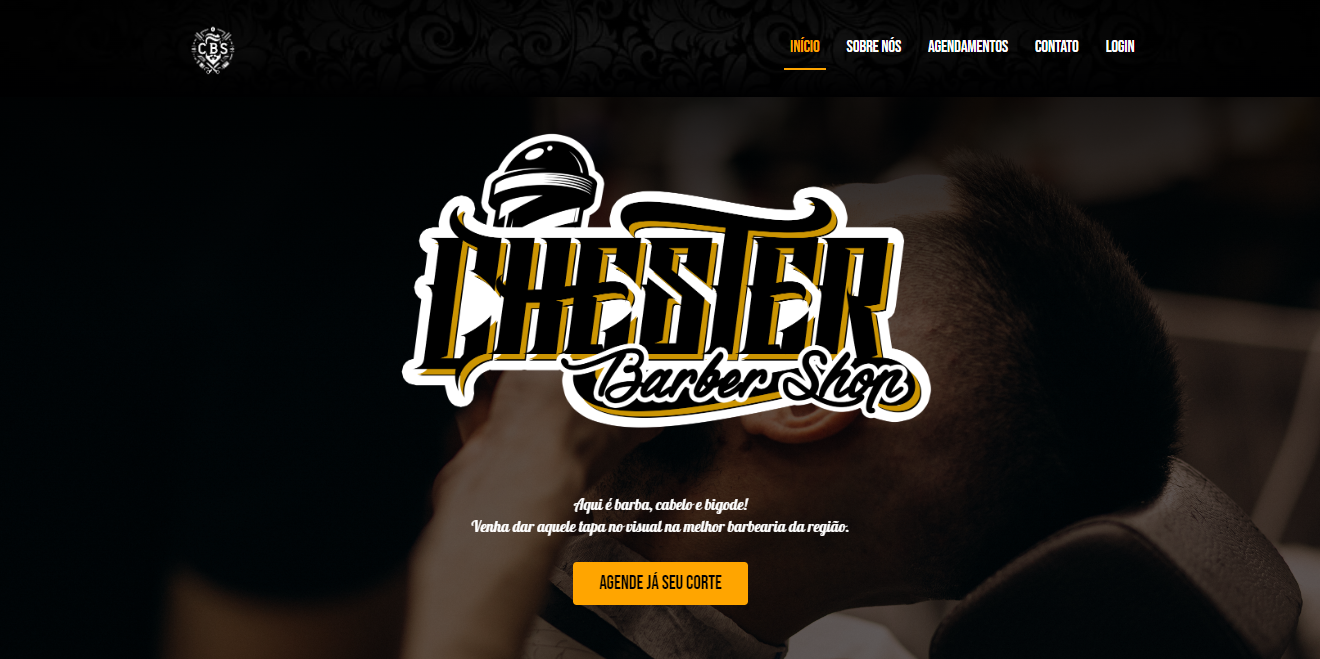 CBS
INÍCIO SOBRE NÓS AGENDAMENTOS CONTATO LOGIN
CHESTER
Barber Shop
Aqui é barba, cabelo e bigode!
Venha dar aquele tapa no visual na melhor barbearia da região.
AGENDE JÁ SEU CORTE